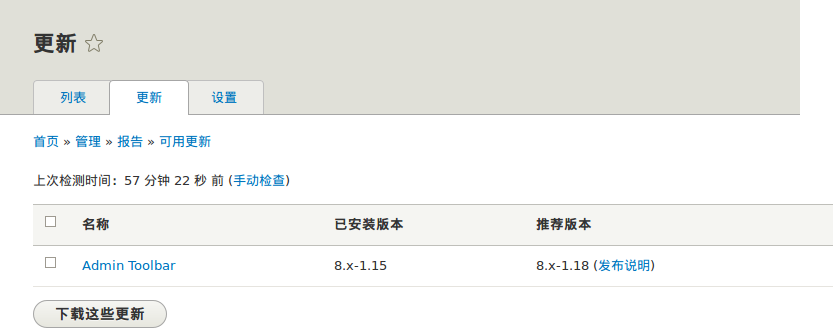 更新
列表 更新 设置
首页 » 管理 » 报告 » 可用更新
上次检测时间：57 分钟 22 秒 前 (手动检查)
名称 已安装版本 推荐版本
Admin Toolbar 8.x-1.15 8.x-1.18 (发布说明)
下载这些更新